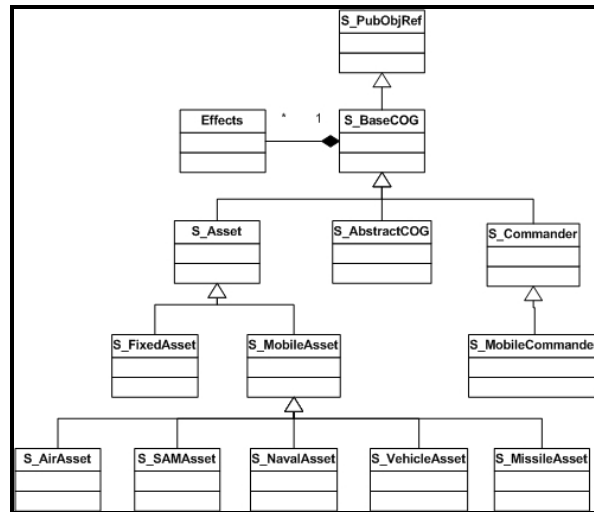 S_PubObjRef
Effects
*
1
S_BaseCOG
S_Asset
S_AbstractCOG
S_Commander
S_FixedAsset
S_MobileAsset
S_MobileCommande
S_AirAsset
S_SAMAsset
S_NavalAsset
S_VehicleAsset
S_MissileAsset